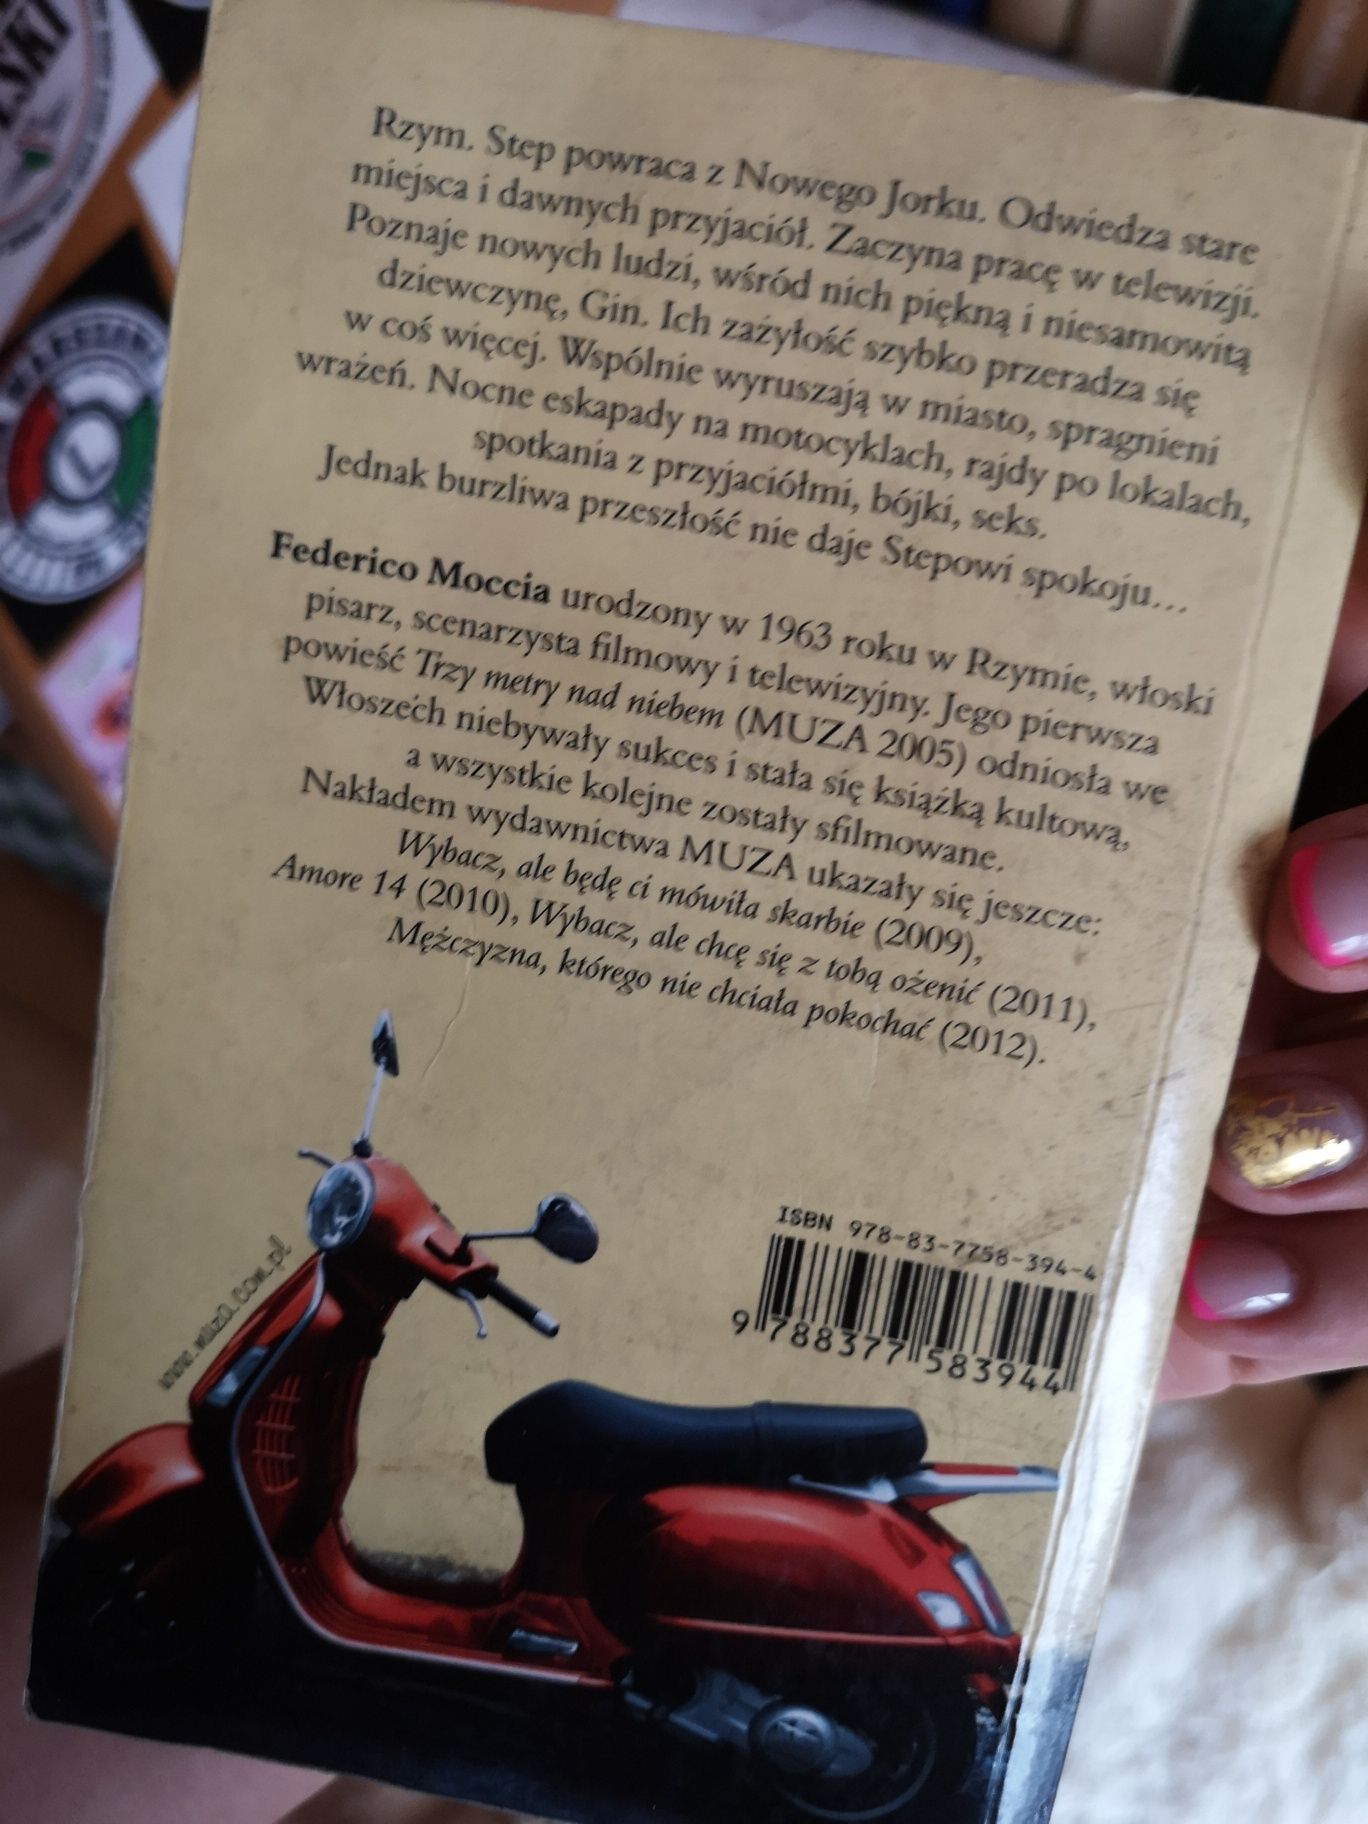 Rzym. Step powraca z Nowego Jorku. Odwiedza stare
miejsca i dawnych przyjaciół. Zaczyna pracę w telewizji.
Poznaje nowych ludzi, wśród nich piękną i niesamowitą
dziewczynę, Gin. Ich zażyłość szybko przeradza się
w coś więcej. Wspólnie wyruszają w miasto, spragnieni
wrażeń. Nocne eskapady na motocyklach, rajdy po lokalach,
spotkania z przyjaciółmi, bójki, seks.
Jednak burzliwa przeszłość nie daje Stepowi spokoju...
Federico Moccia urodzony w 1963 roku w Rzymie, włoski
pisarz, scenarzysta filmowy i telewizyjny. Jego pierwsza
powieść Trzy metry nad niebem (MUZA 2005) odniosła we
Włoszech niebywały sukces i stała się książką kultową,
a wszystkie kolejne zostały sfilmowane.
Nakładem wydawnictwa MUZA ukazały się jeszcze:
Wybacz, ale będę ci mówiła skarbie (2009),
Amore 14 (2010), Wybacz, ale chcę się z tobą ożenić (2011),
Mężczyzna, którego nie chciała pokochać (2012).
www.muza.com.pl
ISBN 978-83-7758-394-4
9 788377 583944